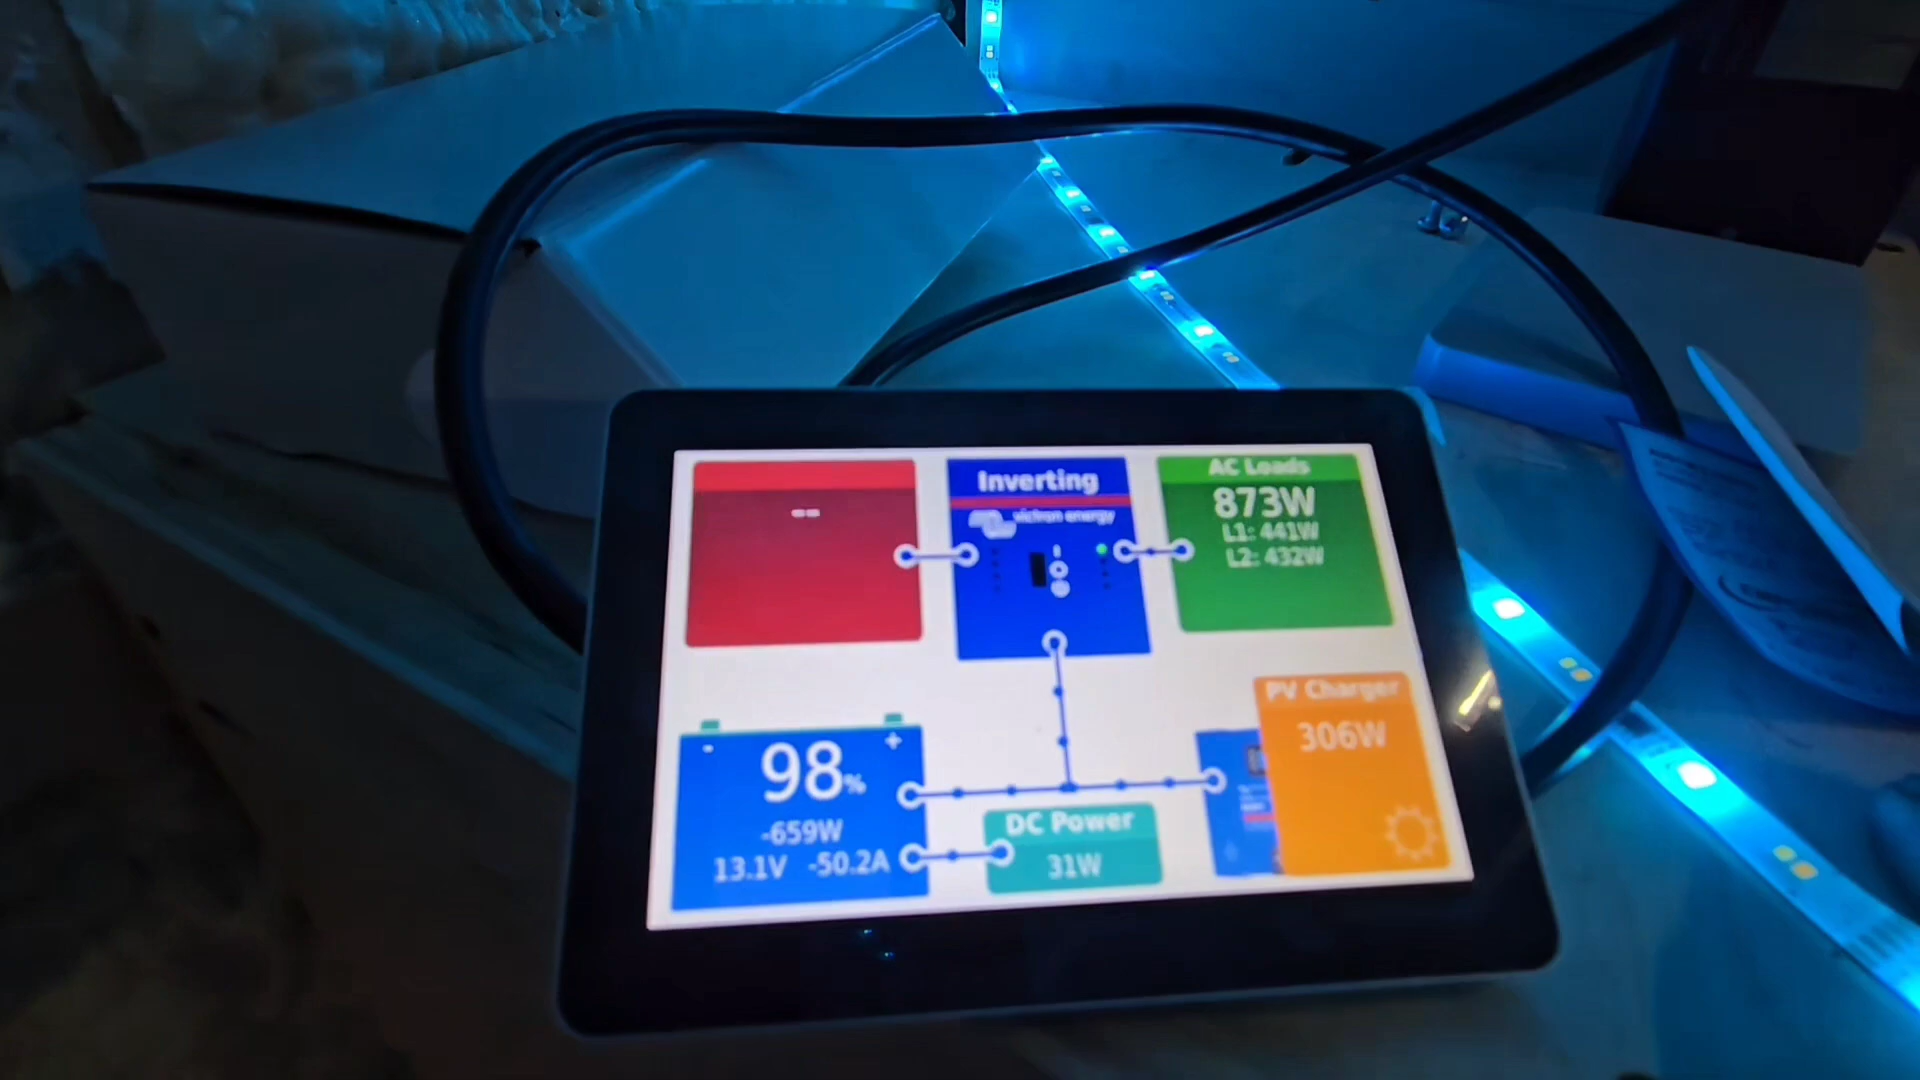 --
Inverting
victron energy
I
AC Loads
873W
L1: 441W
L2: 432W
- +
98%
-659W
13.1V -50.2A
DC Power
31W
PV Charger
306W